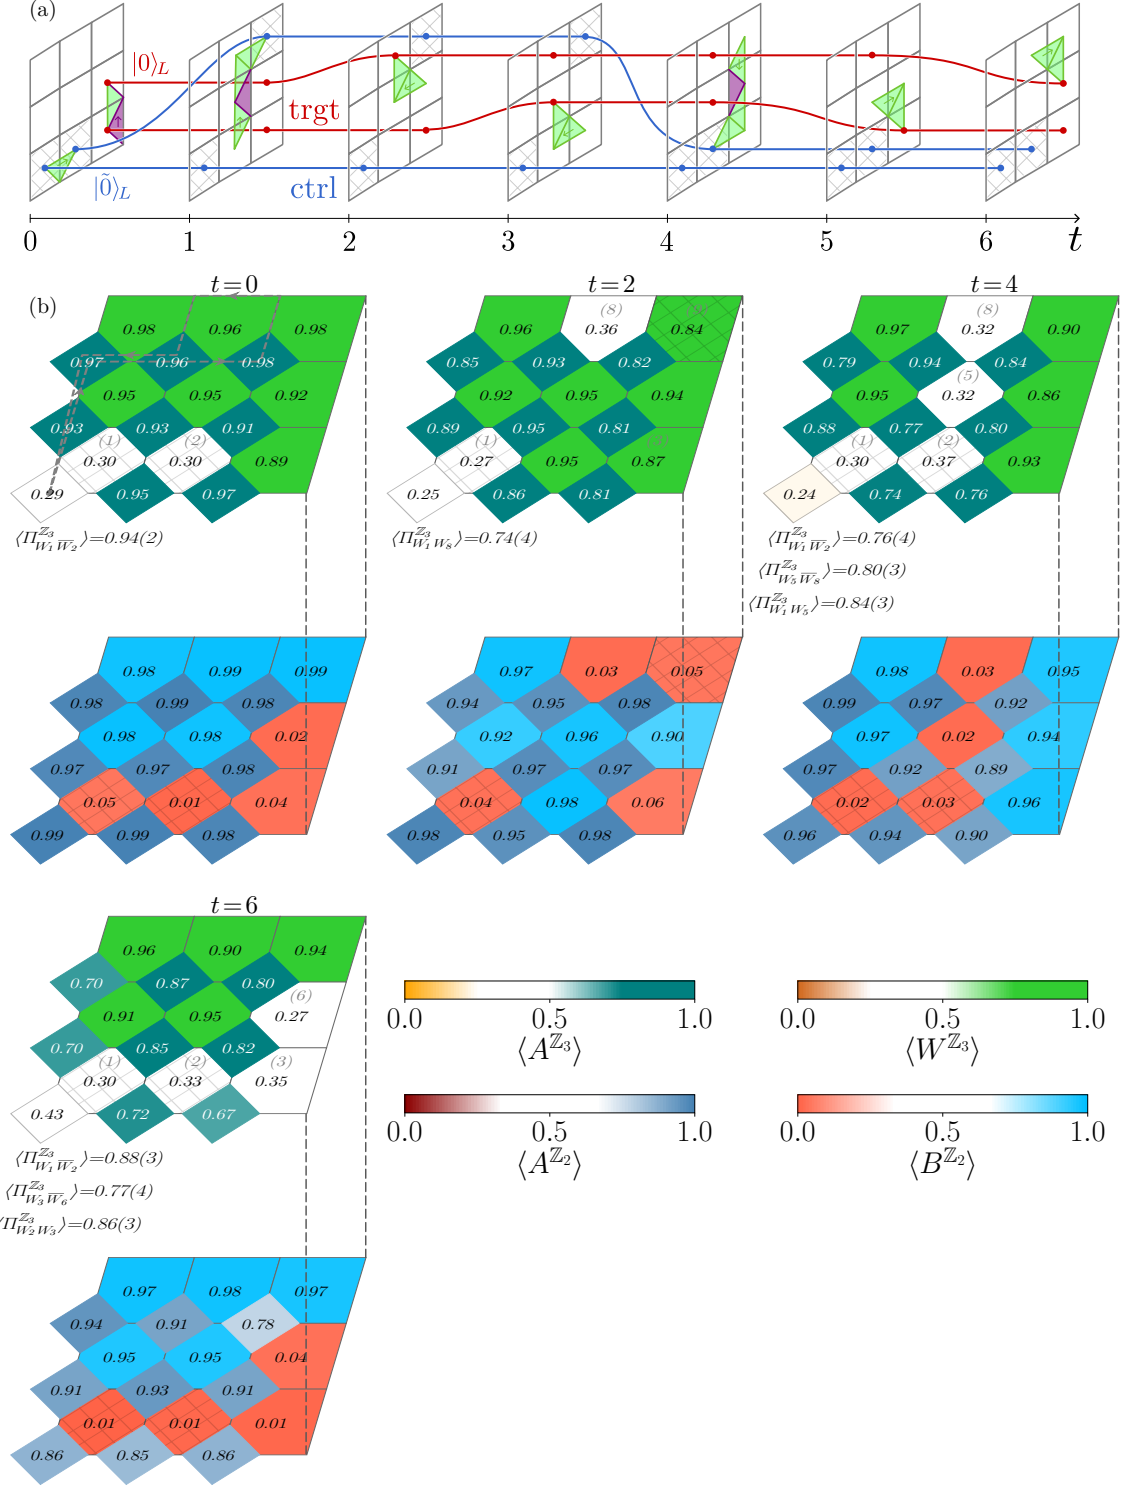 (a)
|0⟩L
trgt
|0̃⟩L
ctrl
0 1 2 3 4 5 6 t
(b)
t=0 t=2 t=4
0.98 0.96 0.98
0.97 0.96 0.98
0.95 0.95 0.92
0.93 0.93 0.91
(1) (2)
0.30 0.30 0.89
0.29 0.95 0.97
⟨Π^{ℤ₃}_{W₁ \overline{W₂}}⟩=0.94(2)
(8)
0.96 0.36 0.84
0.85 0.93 0.82
0.92 0.95 0.94
0.89 0.95 0.81
(1) (3)
0.27 0.95 0.87
0.25 0.86 0.81
⟨Π^{ℤ₃}_{W₁ W₈}⟩=0.74(4)
(8)
0.97 0.32 0.90
0.79 0.94 0.84
(5)
0.95 0.32 0.86
0.88 0.77 0.80
(1) (2)
0.30 0.37 0.93
0.24 0.74 0.76
⟨Π^{ℤ₃}_{W₁ \overline{W₂}}⟩=0.76(4)
⟨Π^{ℤ₃}_{W₅ \overline{W₈}}⟩=0.80(3)
⟨Π^{ℤ₃}_{W₁ W₅}⟩=0.84(3)
0.98 0.99 0.99
0.98 0.99 0.98
0.98 0.98 0.02
0.97 0.97 0.98
0.05 0.01 0.04
0.99 0.99 0.98
0.97 0.03 0.05
0.94 0.95 0.98
0.92 0.96 0.90
0.91 0.97 0.97
0.04 0.98 0.06
0.98 0.95 0.98
0.98 0.03 0.95
0.99 0.97 0.92
0.97 0.02 0.94
0.97 0.92 0.89
0.02 0.03 0.96
0.96 0.94 0.90
t=6
0.96 0.90 0.94
0.70 0.87 0.80
(6)
0.91 0.95 0.27
0.70 0.85 0.82
(1) (2) (3)
0.30 0.33 0.35
0.43 0.72 0.67
⟨Π^{ℤ₃}_{W₁ \overline{W₂}}⟩=0.88(3)
⟨Π^{ℤ₃}_{W₃ \overline{W₆}}⟩=0.77(4)
⟨Π^{ℤ₃}_{W₂ W₃}⟩=0.86(3)
0.0 0.5 1.0
⟨A^{ℤ₃}⟩
0.0 0.5 1.0
⟨W^{ℤ₃}⟩
0.0 0.5 1.0
⟨A^{ℤ₂}⟩
0.0 0.5 1.0
⟨B^{ℤ₂}⟩
0.97 0.98 0.97
0.94 0.91 0.78
0.95 0.95 0.04
0.91 0.93 0.91
0.01 0.01 0.01
0.86 0.85 0.86